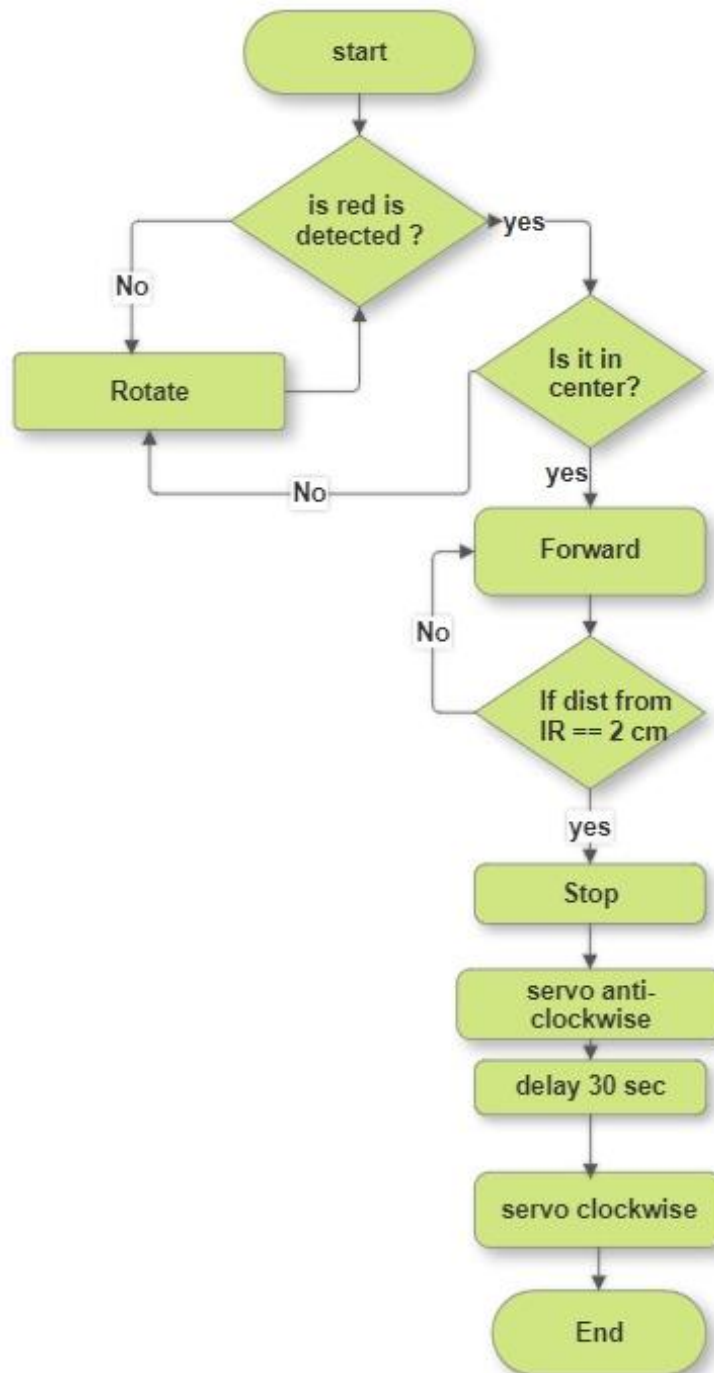 start
is red is
detected ?
yes
No
Rotate
Is it in
center?
No
yes
Forward
No
If dist from
IR == 2 cm
yes
Stop
servo anti-
clockwise
delay 30 sec
servo clockwise
End